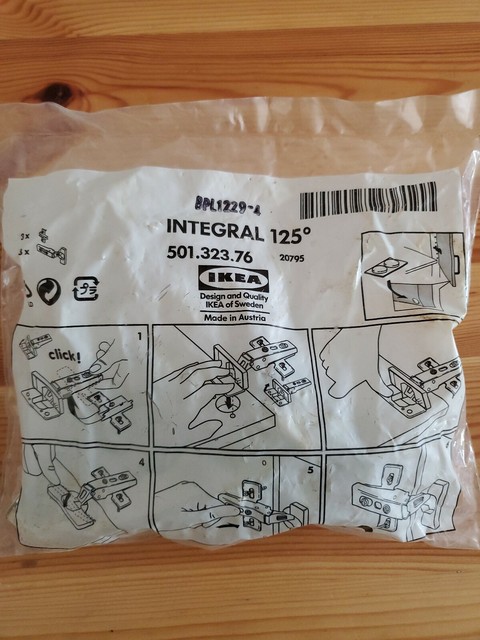 BPL1229-4
INTEGRAL 125°
501.323.76
20795
IKEA
Design and Quality
IKEA of Sweden
Made in Austria
click!
1
4
5